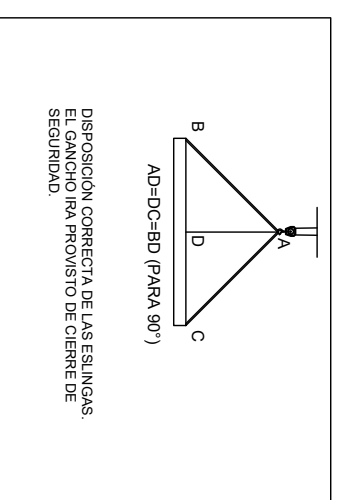 A
B
D
C
AD=DC=BD (PARA 90°)
DISPOSICIÓN CORRECTA DE LAS ESLINGAS.
EL GANCHO IRA PROVISTO DE CIERRE DE
SEGURIDAD.